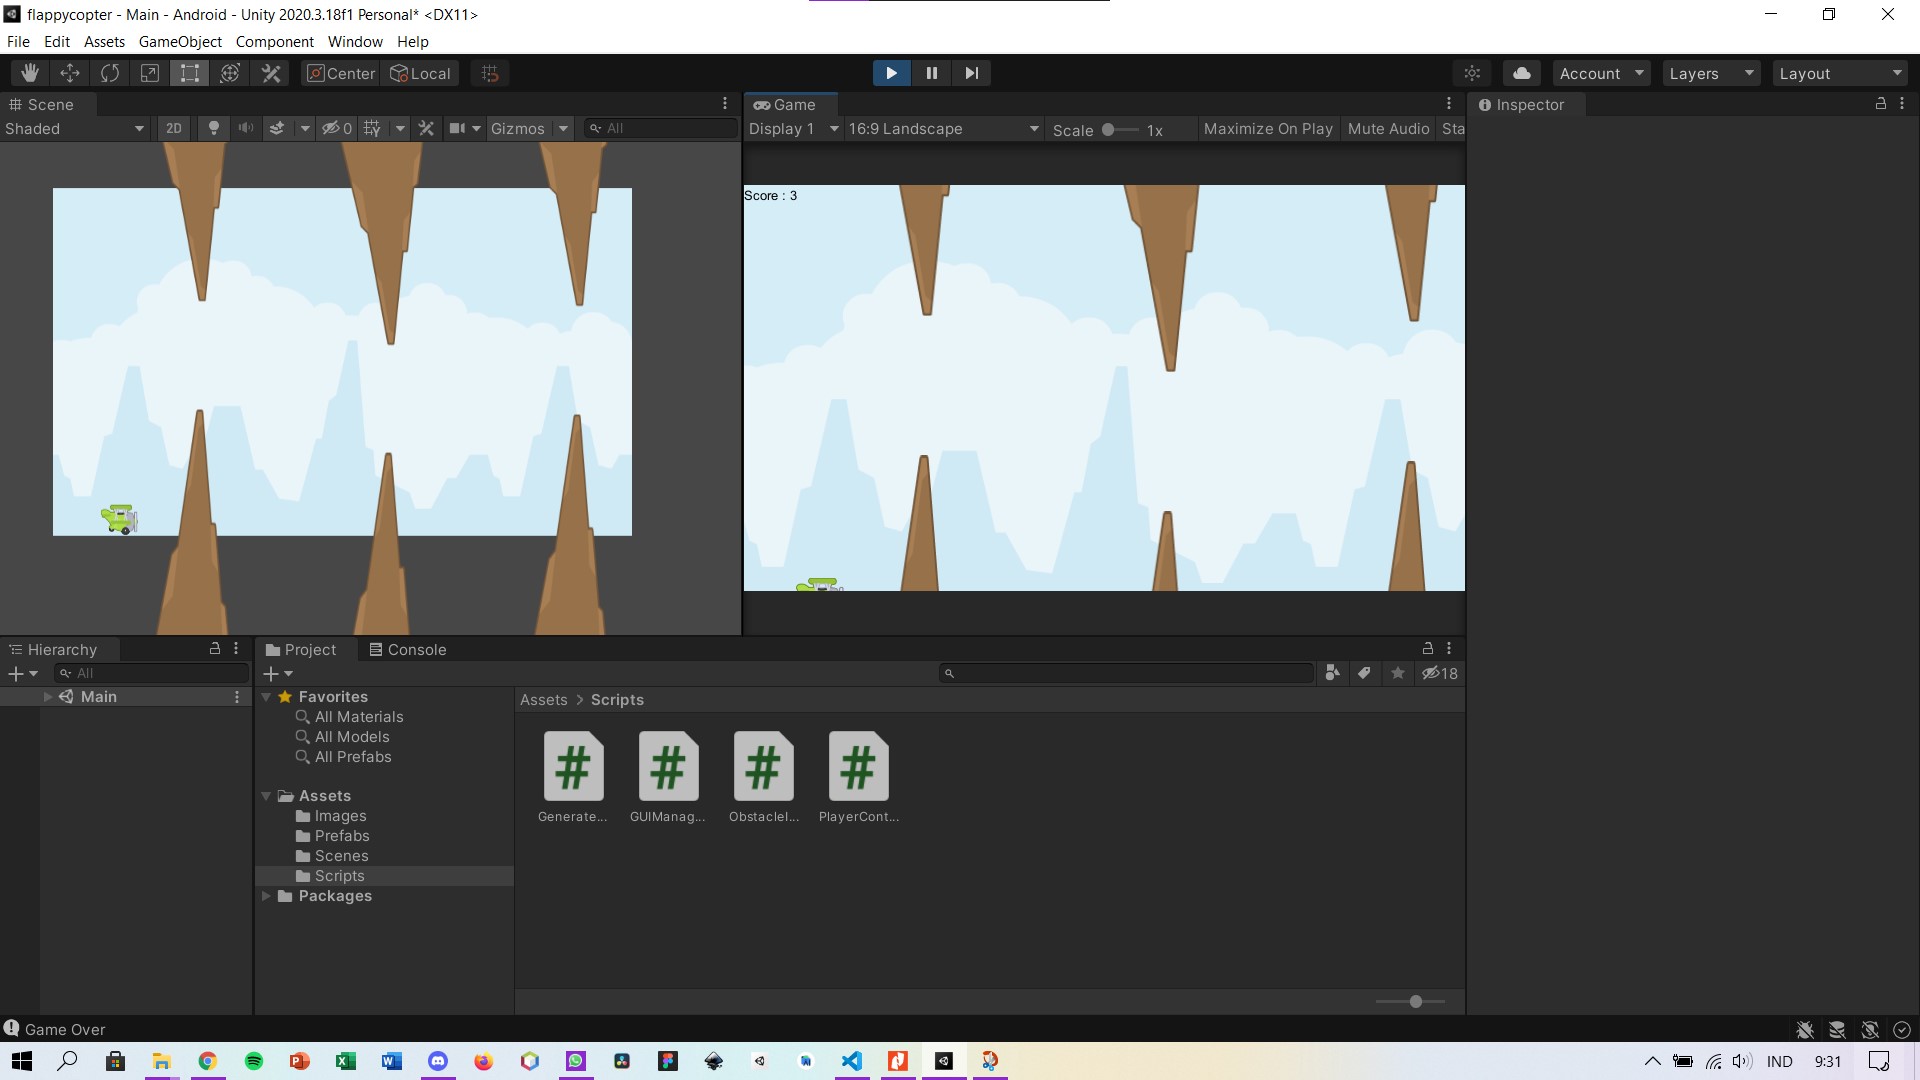 flappycopter - Main - Android - Unity 2020.3.18f1 Personal* <DX11>
File Edit Assets GameObject Component Window Help
Center Local Account Layers Layout
Scene Game Inspector
Shaded 2D 0 Gizmos All Display 1 16:9 Landscape Scale 1x Maximize On Play Mute Audio Sta
Score : 3
Hierarchy Project Console
All 18
Main Favorites Assets > Scripts
All Materials
All Models
All Prefabs
Assets
Images
Prefabs
Scenes
Scripts
Packages
Generate... GUIManag... ObstacleI... PlayerCont...
Game Over
IND 9:31